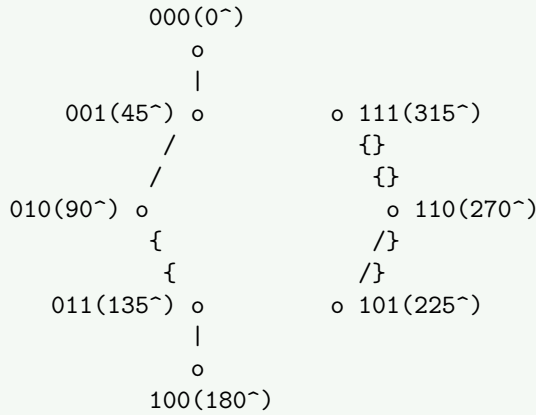 000(0^)
o
|
001(45^) o o 111(315^)
/ {}
/ {}
010(90^) o o 110(270^)
{ /}
{ /}
011(135^) o o 101(225^)
|
o
100(180^)